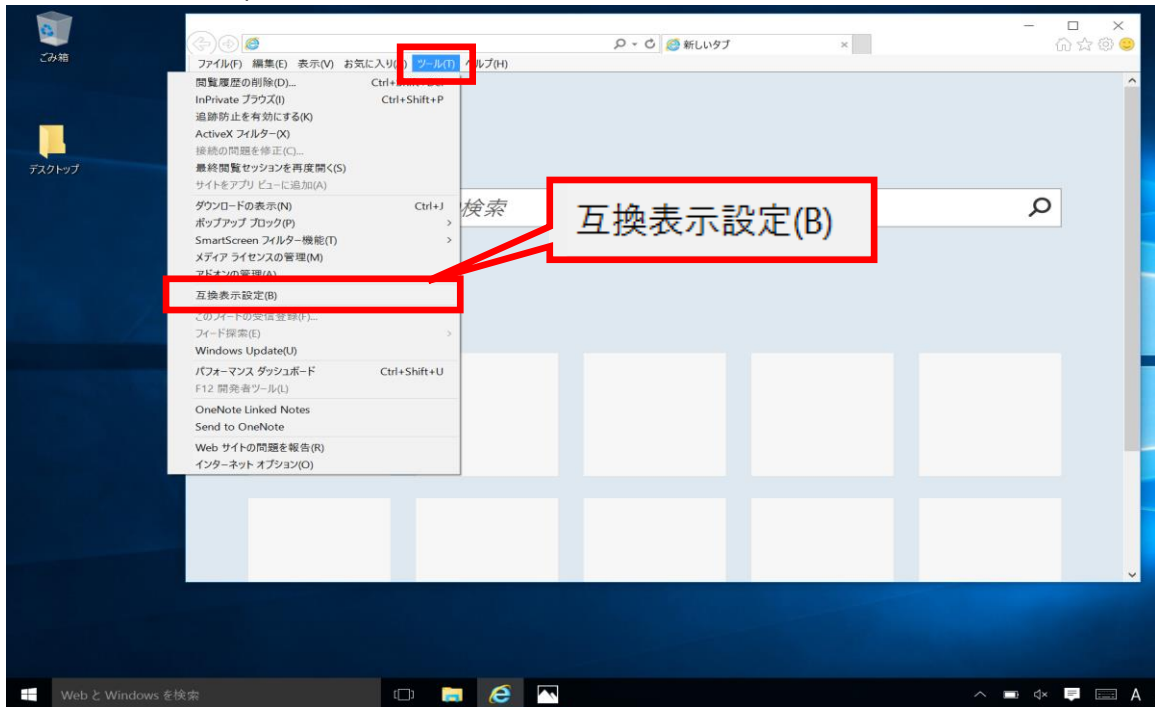 ごみ箱
デスクトップ
新しいタブ
ファイル(F) 編集(E) 表示(V) お気に入り( ツール(T) ヘルプ(H)
閲覧履歴の削除(D)...
InPrivate ブラウズ(I) Ctrl+Shift+P
追跡防止を有効にする(K)
ActiveX フィルター(X)
接続の問題を修正(C)...
最終閲覧セッションを再度開く(S)
サイトをアプリ ビューに追加(A)
ダウンロードの表示(N) Ctrl+J
ポップアップ ブロック(P)
SmartScreen フィルター機能(T)
メディア ライセンスの管理(M)
アドオンの管理(A)
互換表示設定(B)
このフィードの受信登録(F)...
フィード探索(E)
Windows Update(U)
パフォーマンス ダッシュボード Ctrl+Shift+U
F12 開発者ツール(L)
OneNote Linked Notes
Send to OneNote
Web サイトの問題を報告(R)
インターネット オプション(O)
検索
互換表示設定(B)
Web と Windows を検索
A